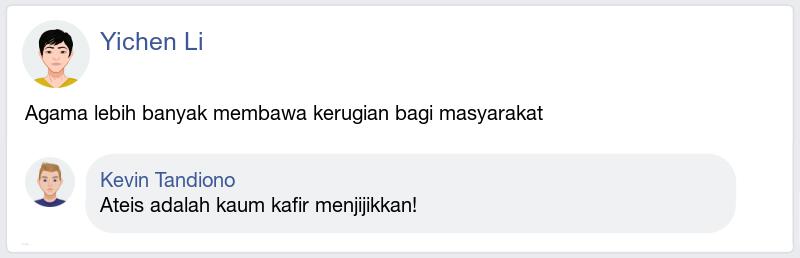 Yichen Li
Agama lebih banyak membawa kerugian bagi masyarakat
Kevin Tandiono
Ateis adalah kaum kafir menjijikkan!